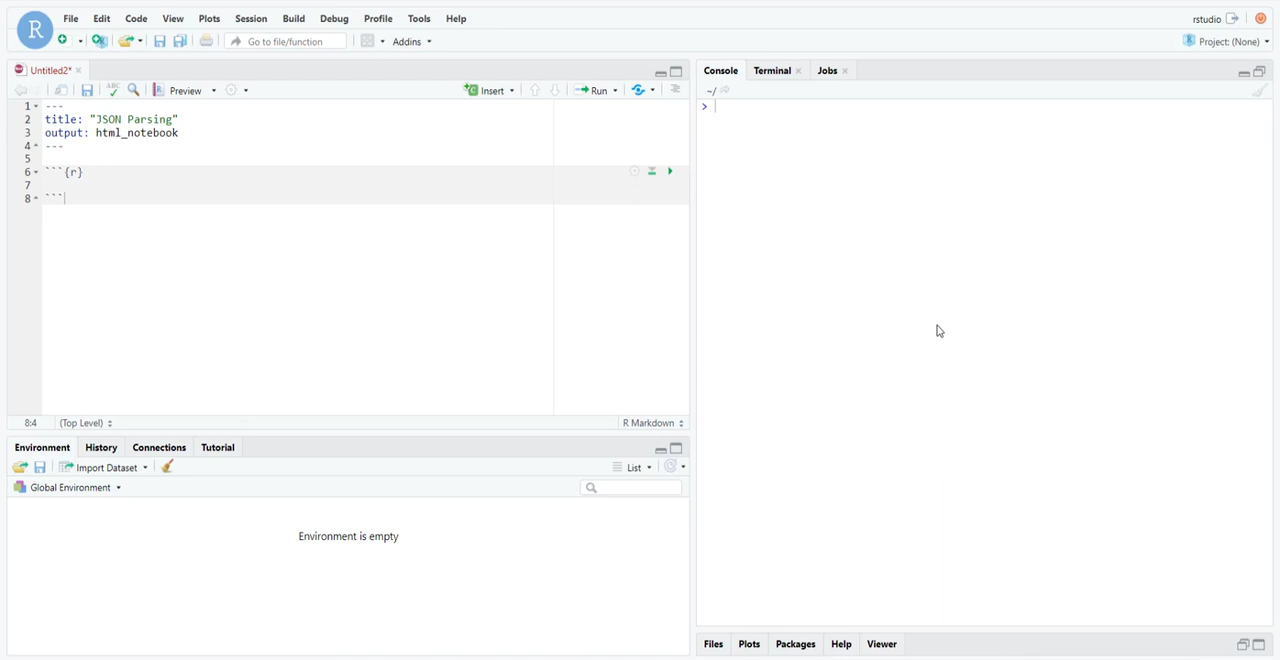 R File Edit Code View Plots Session Build Debug Profile Tools Help rstudio
Go to file/function Addins Project: (None)
Untitled2* Console Terminal Jobs
ABC Preview Insert Run ~/
1 --- >
2 title: "JSON Parsing"
3 output: html_notebook
4 ---
5
6 ```{r}
7
8 ```
8:4 (Top Level) R Markdown
Environment History Connections Tutorial
Import Dataset List
Global Environment
Environment is empty
Files Plots Packages Help Viewer